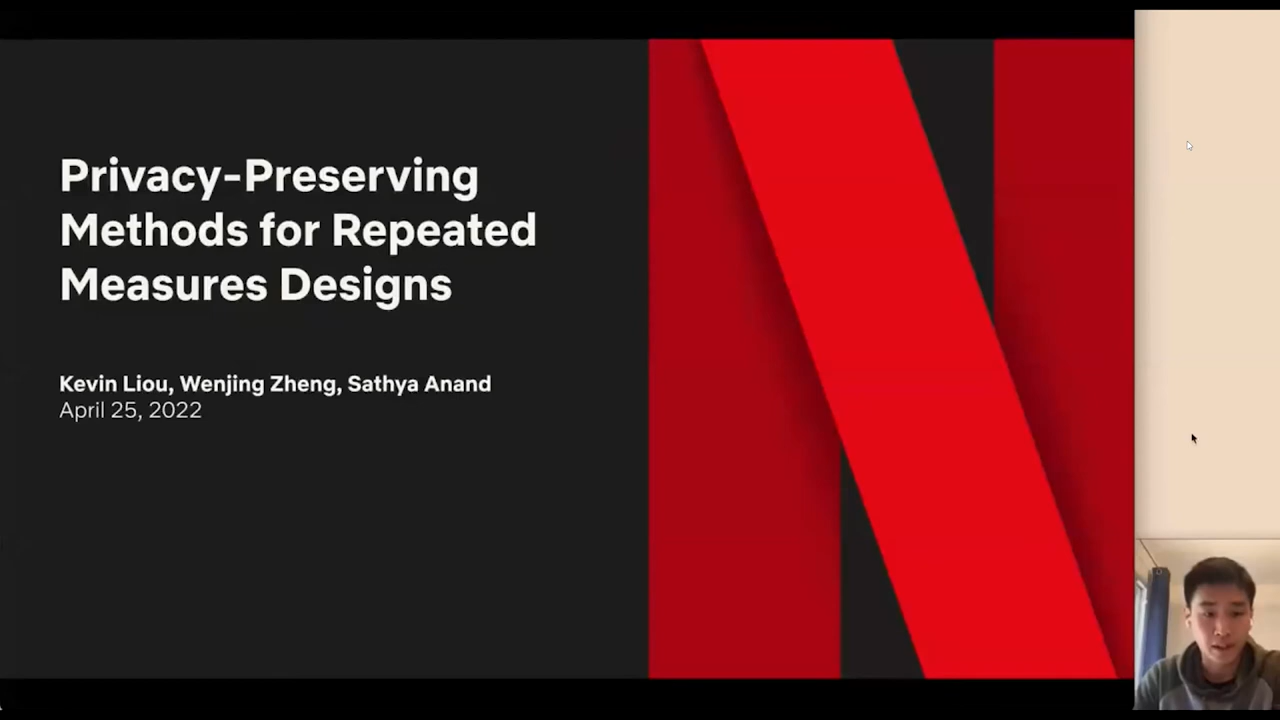 Privacy-Preserving
Methods for Repeated
Measures Designs
Kevin Liou, Wenjing Zheng, Sathya Anand
April 25, 2022